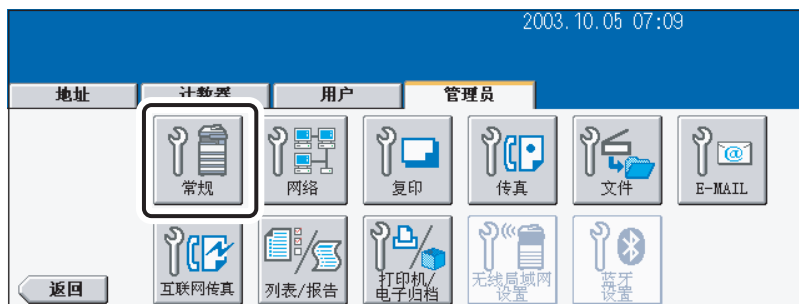 2003.10.05 07:09
地址 计数器 用户 管理员
常规 网络 复印 传真 文件 E-MAIL
互联网传真 列表/报告 打印机/电子归档 无线局域网设置 蓝牙设置
返回